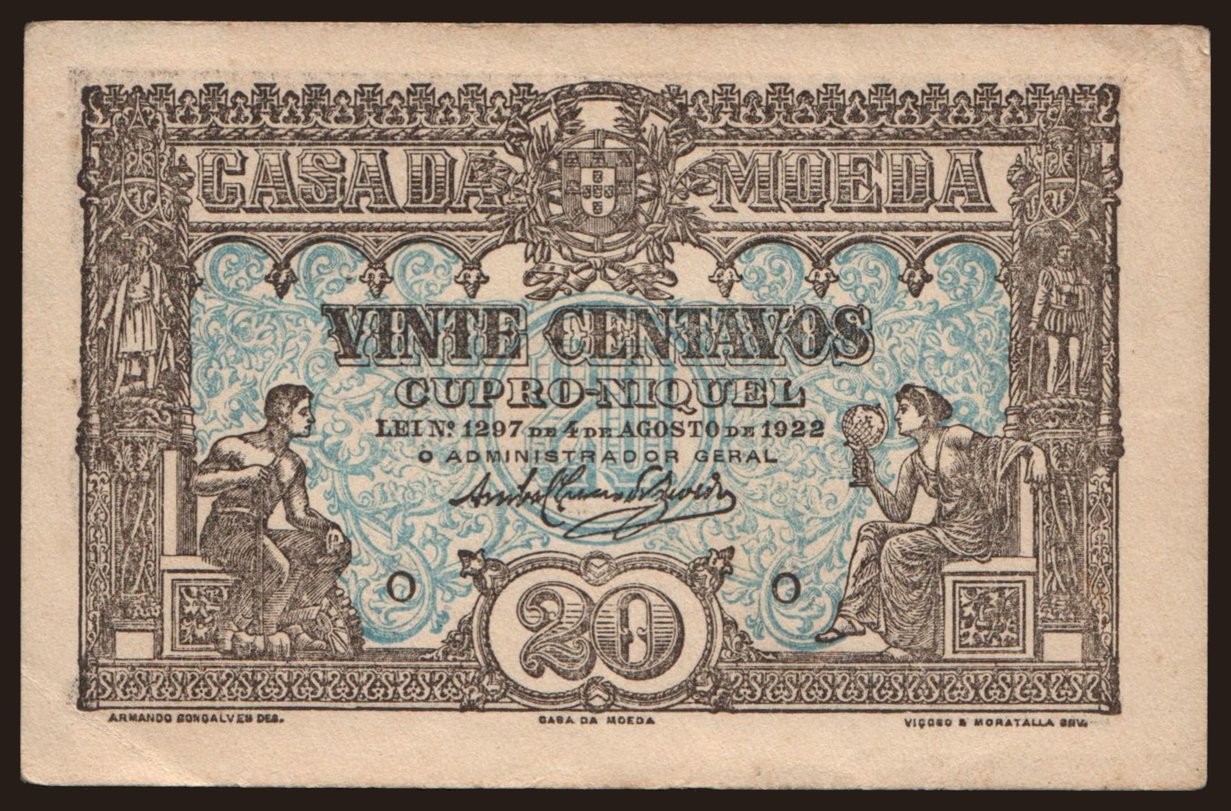 CASA DA MOEDA
VINTE CENTAVOS
CUPRO-NIQUEL
LEI Nº 1297 DE 4 DE AGOSTO DE 1922
O ADMINISTRADOR GERAL
O O
20
20
ARMANDO GONÇALVES DES. CASA DA MOEDA VIÇOSO E MORATALLA GRV.